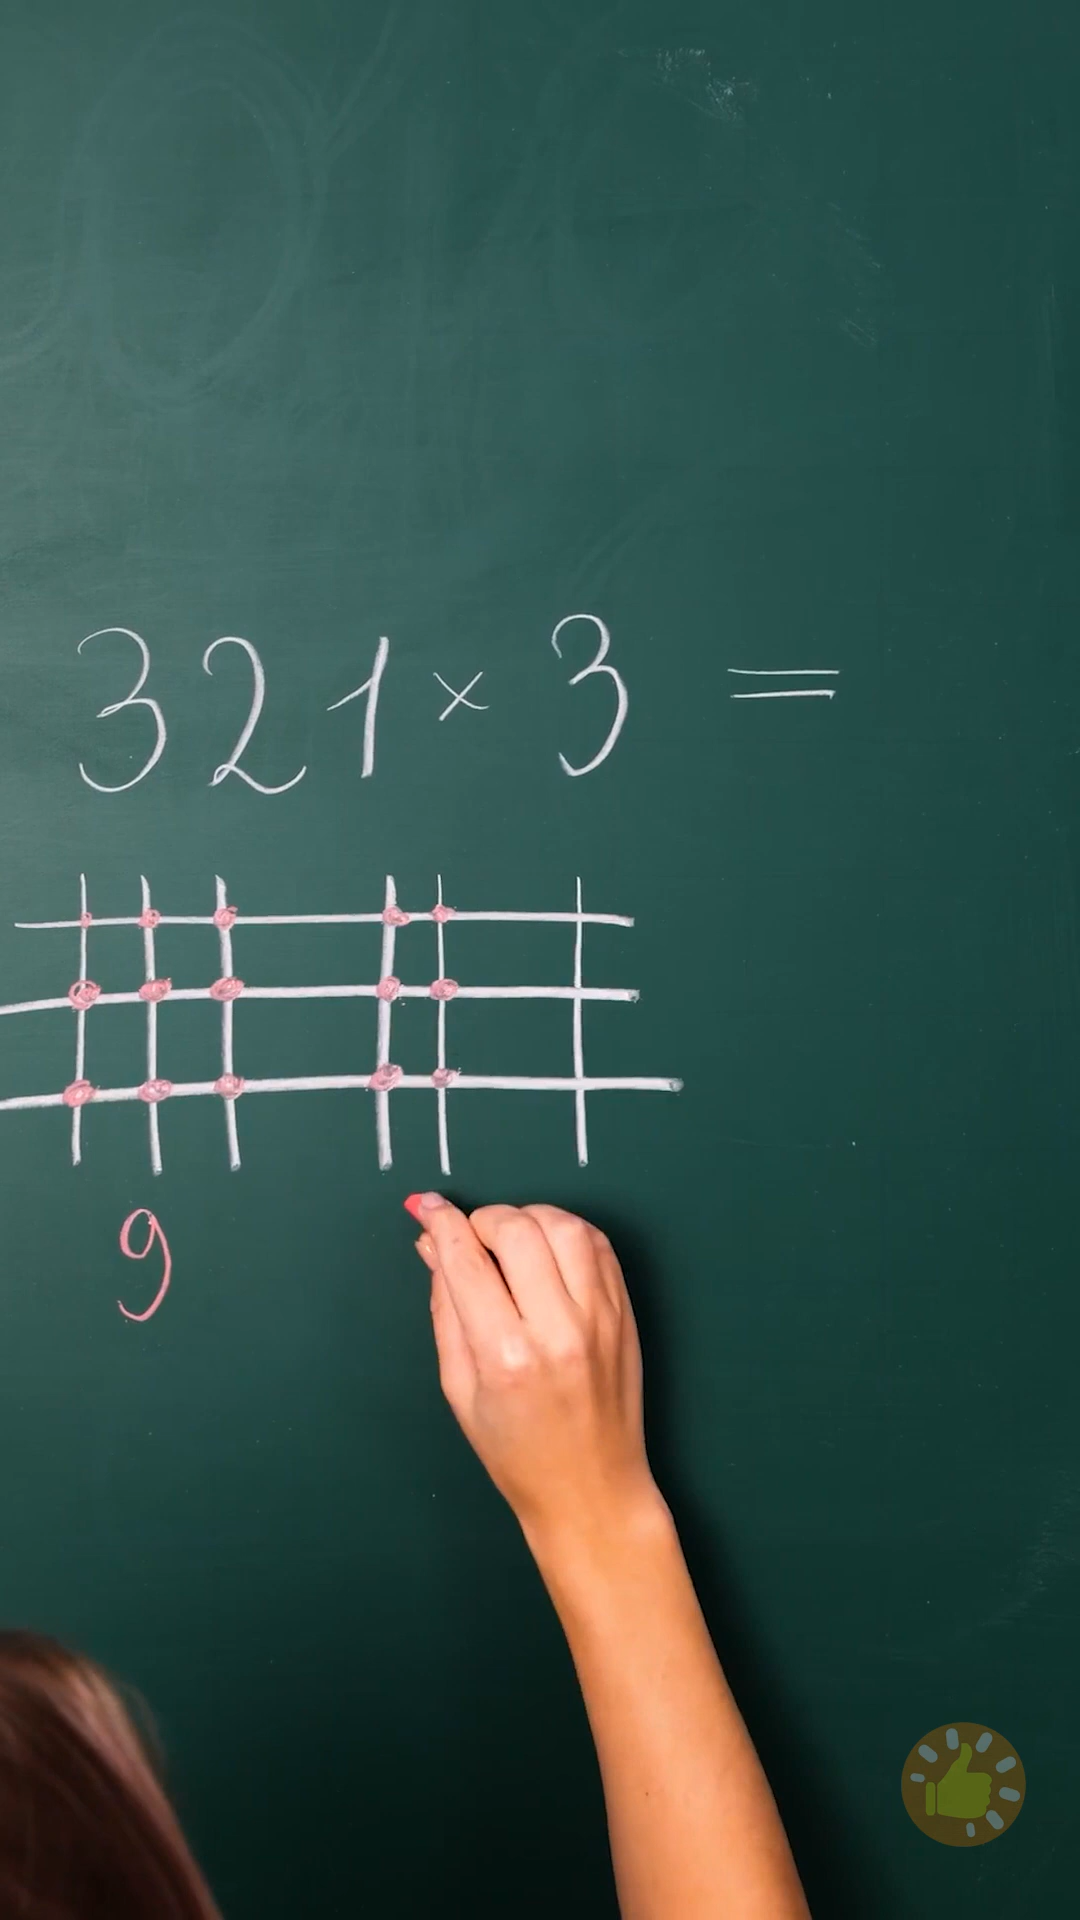 321 × 3 =
9